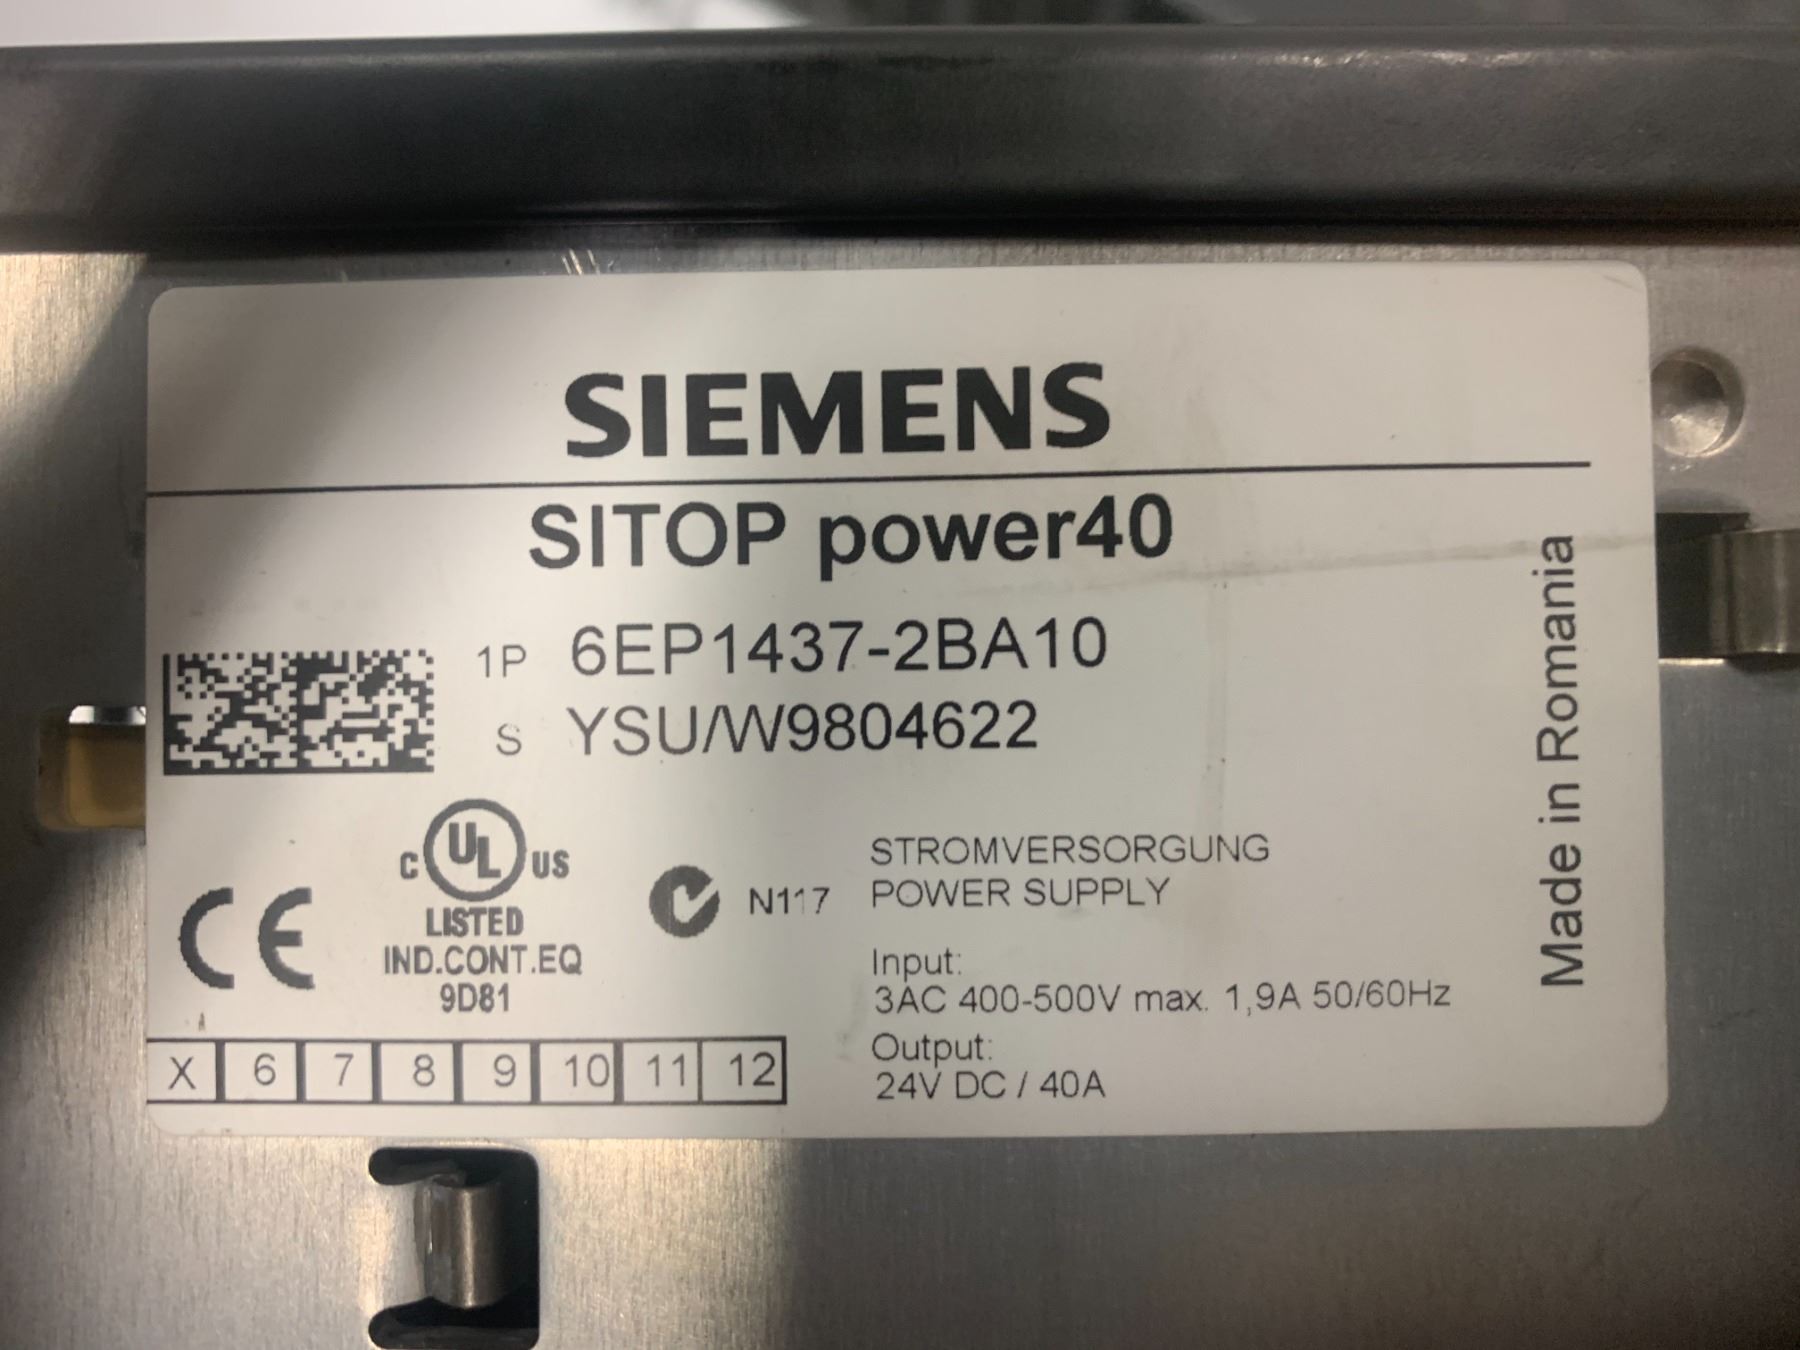 SIEMENS
SITOP power40
1P 6EP1437-2BA10
S YSU/W9804622
C UL US
LISTED
IND.CONT.EQ
9D81
CE
N117
STROMVERSORGUNG
POWER SUPPLY
Input:
3AC 400-500V max. 1,9A 50/60Hz
Output:
24V DC / 40A
X 6 7 8 9 10 11 12
Made in Romania